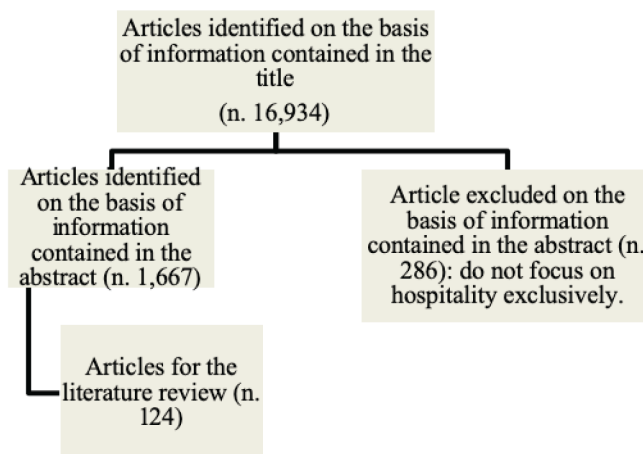 Articles identified on the basis
of information contained in the
title
(n. 16,934)
Articles identified
on the basis of
information
contained in the
abstract (n. 1,667)
Article excluded on the
basis of information
contained in the abstract (n.
286): do not focus on
hospitality exclusively.
Articles for the
literature review (n.
124)